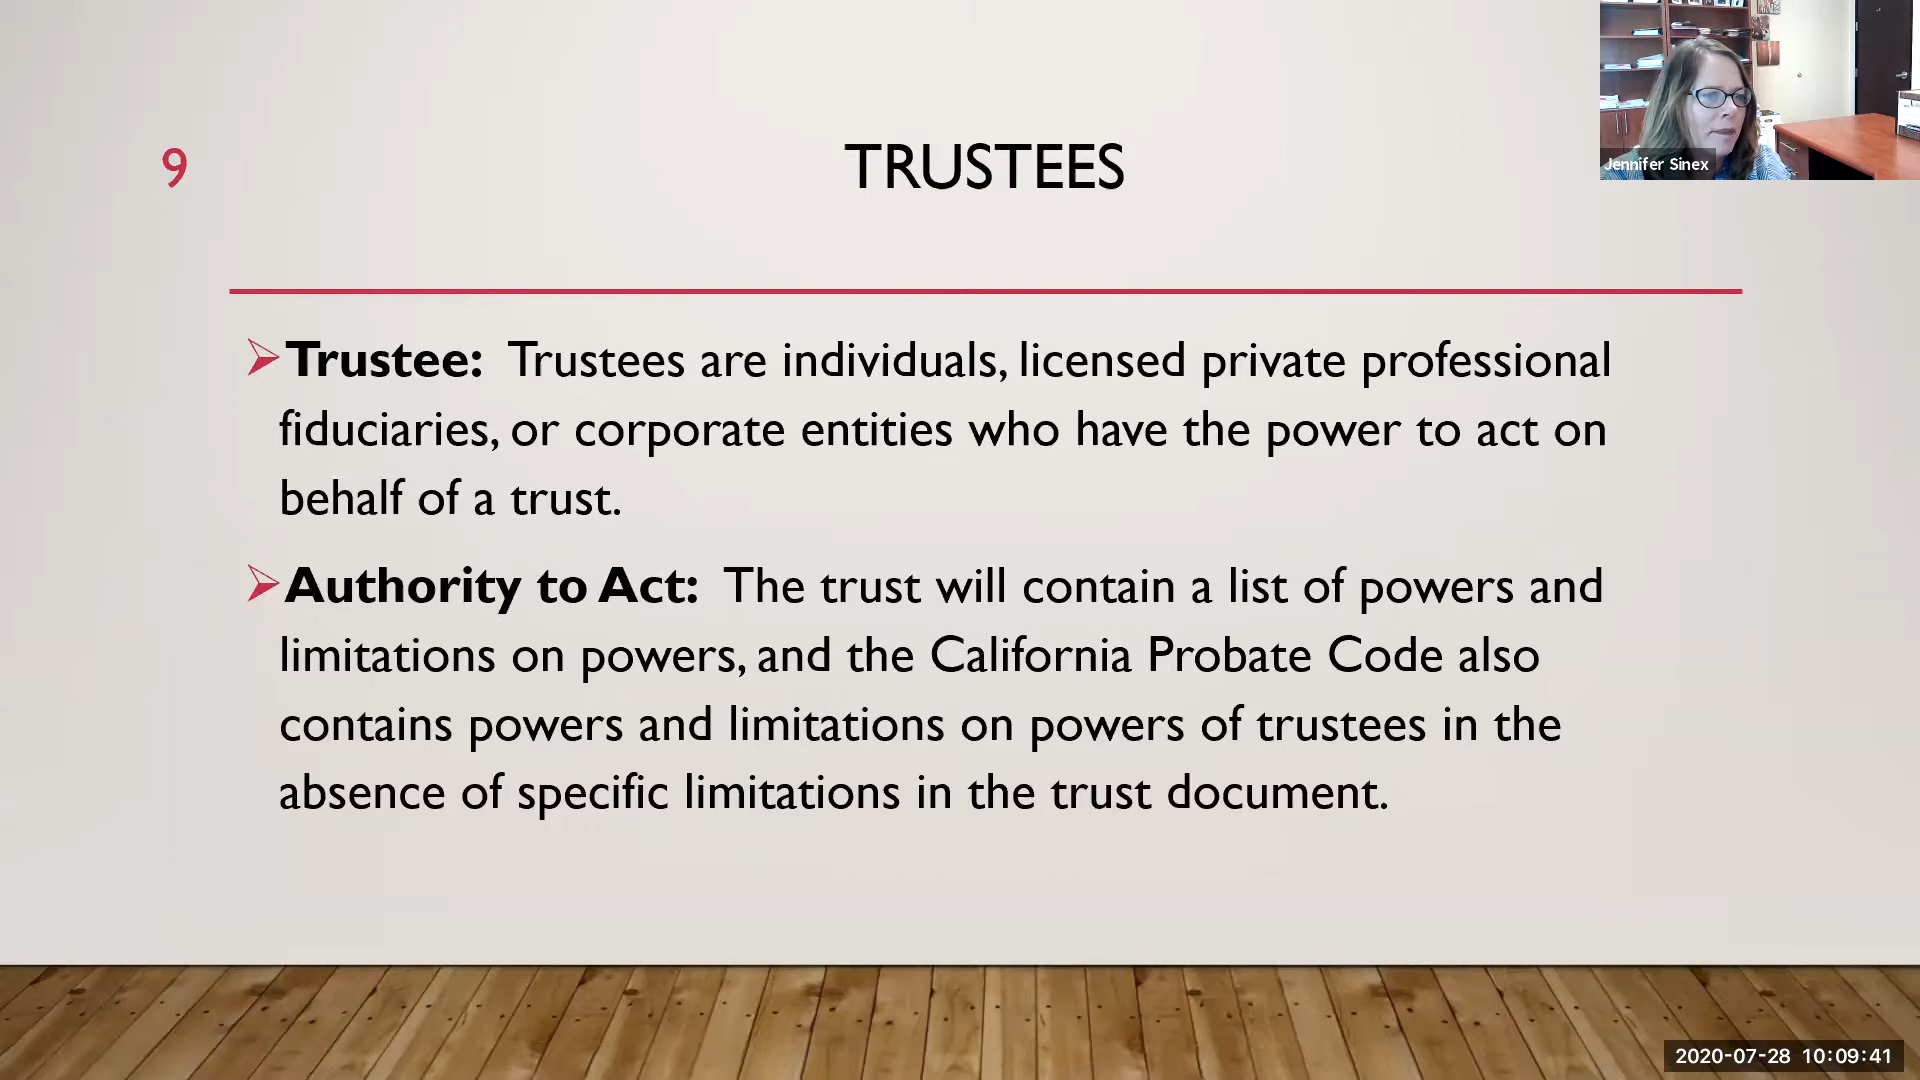 9
TRUSTEES
Jennifer Sinex
Trustee: Trustees are individuals, licensed private professional
fiduciaries, or corporate entities who have the power to act on
behalf of a trust.
Authority to Act: The trust will contain a list of powers and
limitations on powers, and the California Probate Code also
contains powers and limitations on powers of trustees in the
absence of specific limitations in the trust document.
2020-07-28 10:09:41